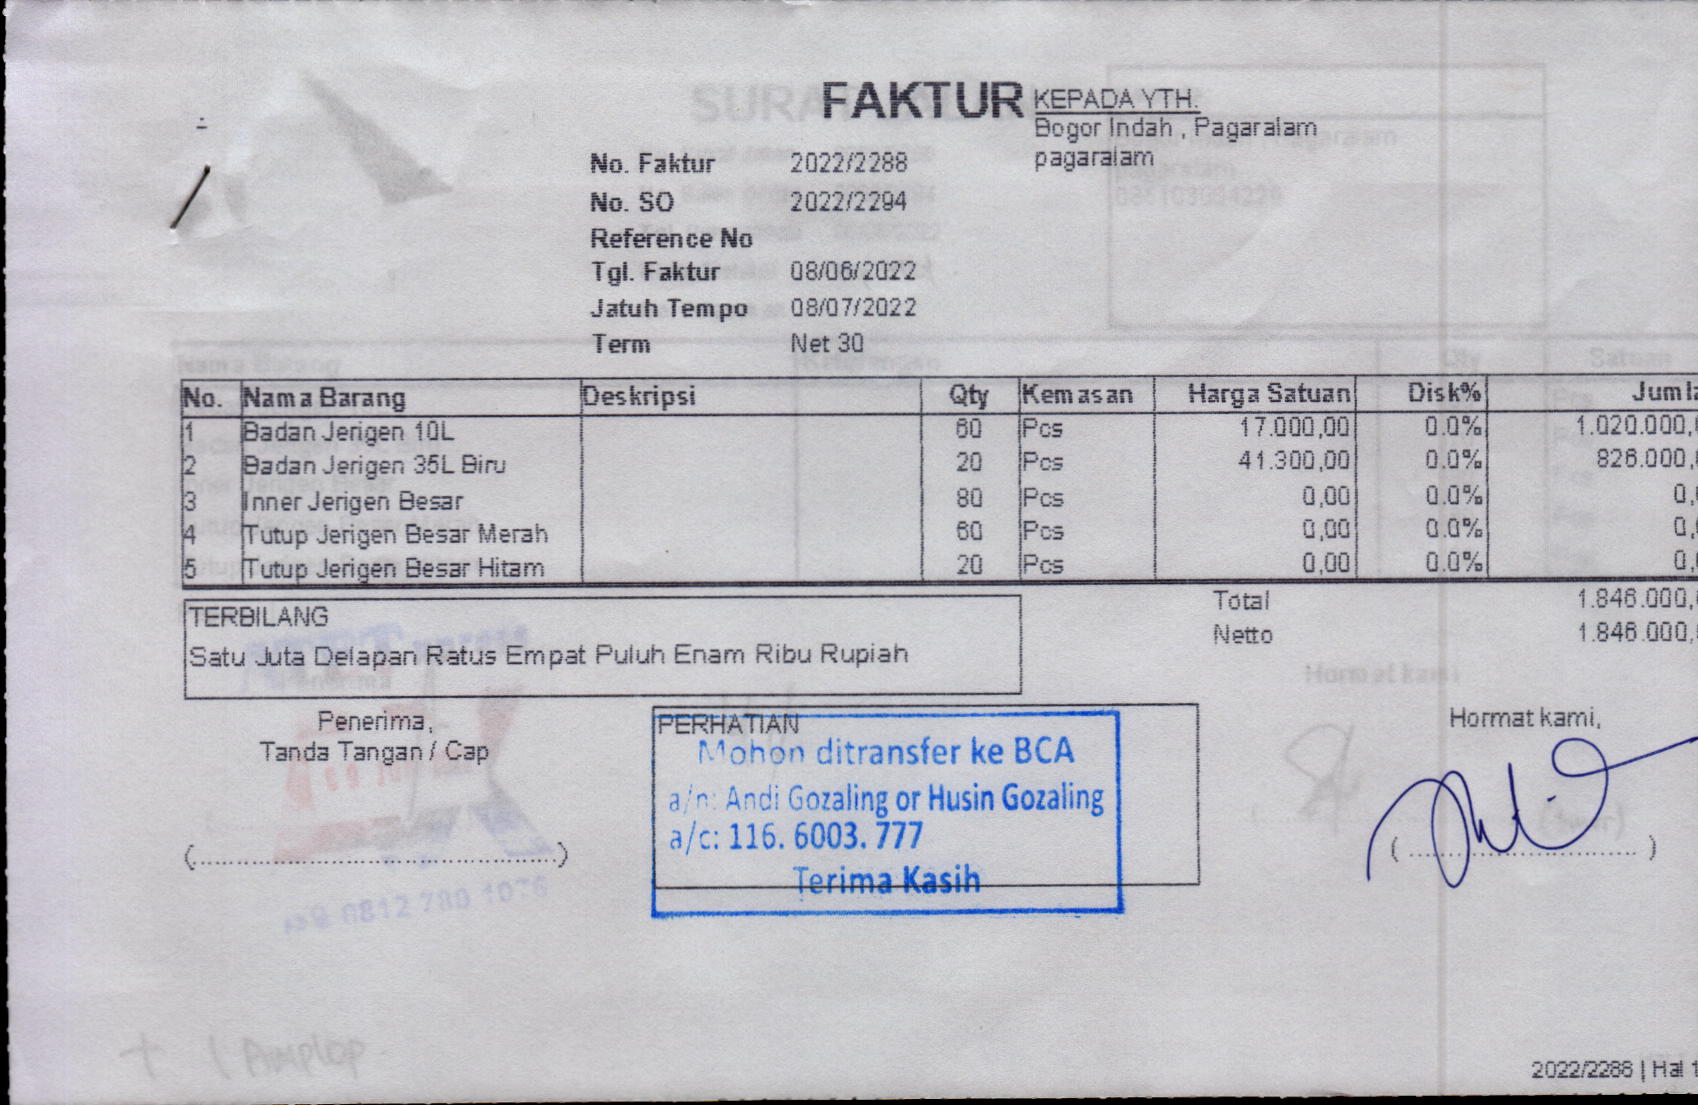 FAKTUR
KEPADA YTH.
Bogor Indah , Pagaralam
pagaralam
No. Faktur 2022/2288
No. SO 2022/2294
Reference No
Tgl. Faktur 08/06/2022
Jatuh Tempo 08/07/2022
Term Net 30
No. Nama Barang Deskripsi Qty Kemasan Harga Satuan Disk% Jumla
1 Badan Jerigen 10L 60 Pcs 17.000,00 0.0% 1.020.000,
2 Badan Jerigen 35L Biru 20 Pcs 41.300,00 0.0% 826.000,
3 Inner Jerigen Besar 80 Pcs 0,00 0.0% 0,
4 Tutup Jerigen Besar Merah 60 Pcs 0,00 0.0% 0,
5 Tutup Jerigen Besar Hitam 20 Pcs 0,00 0.0% 0,
Total 1.846.000,
Netto 1.846.000,
TERBILANG
Satu Juta Delapan Ratus Empat Puluh Enam Ribu Rupiah
Penerima,
Tanda Tangan / Cap
(..........................................................)
PERHATIAN
Mohon ditransfer ke BCA
a/n: Andi Gozaling or Husin Gozaling
a/c: 116. 6003. 777
Terima Kasih
Hormat kami,
( .................................... )
+ 1 Amplop
2022/2288 | Hal 1